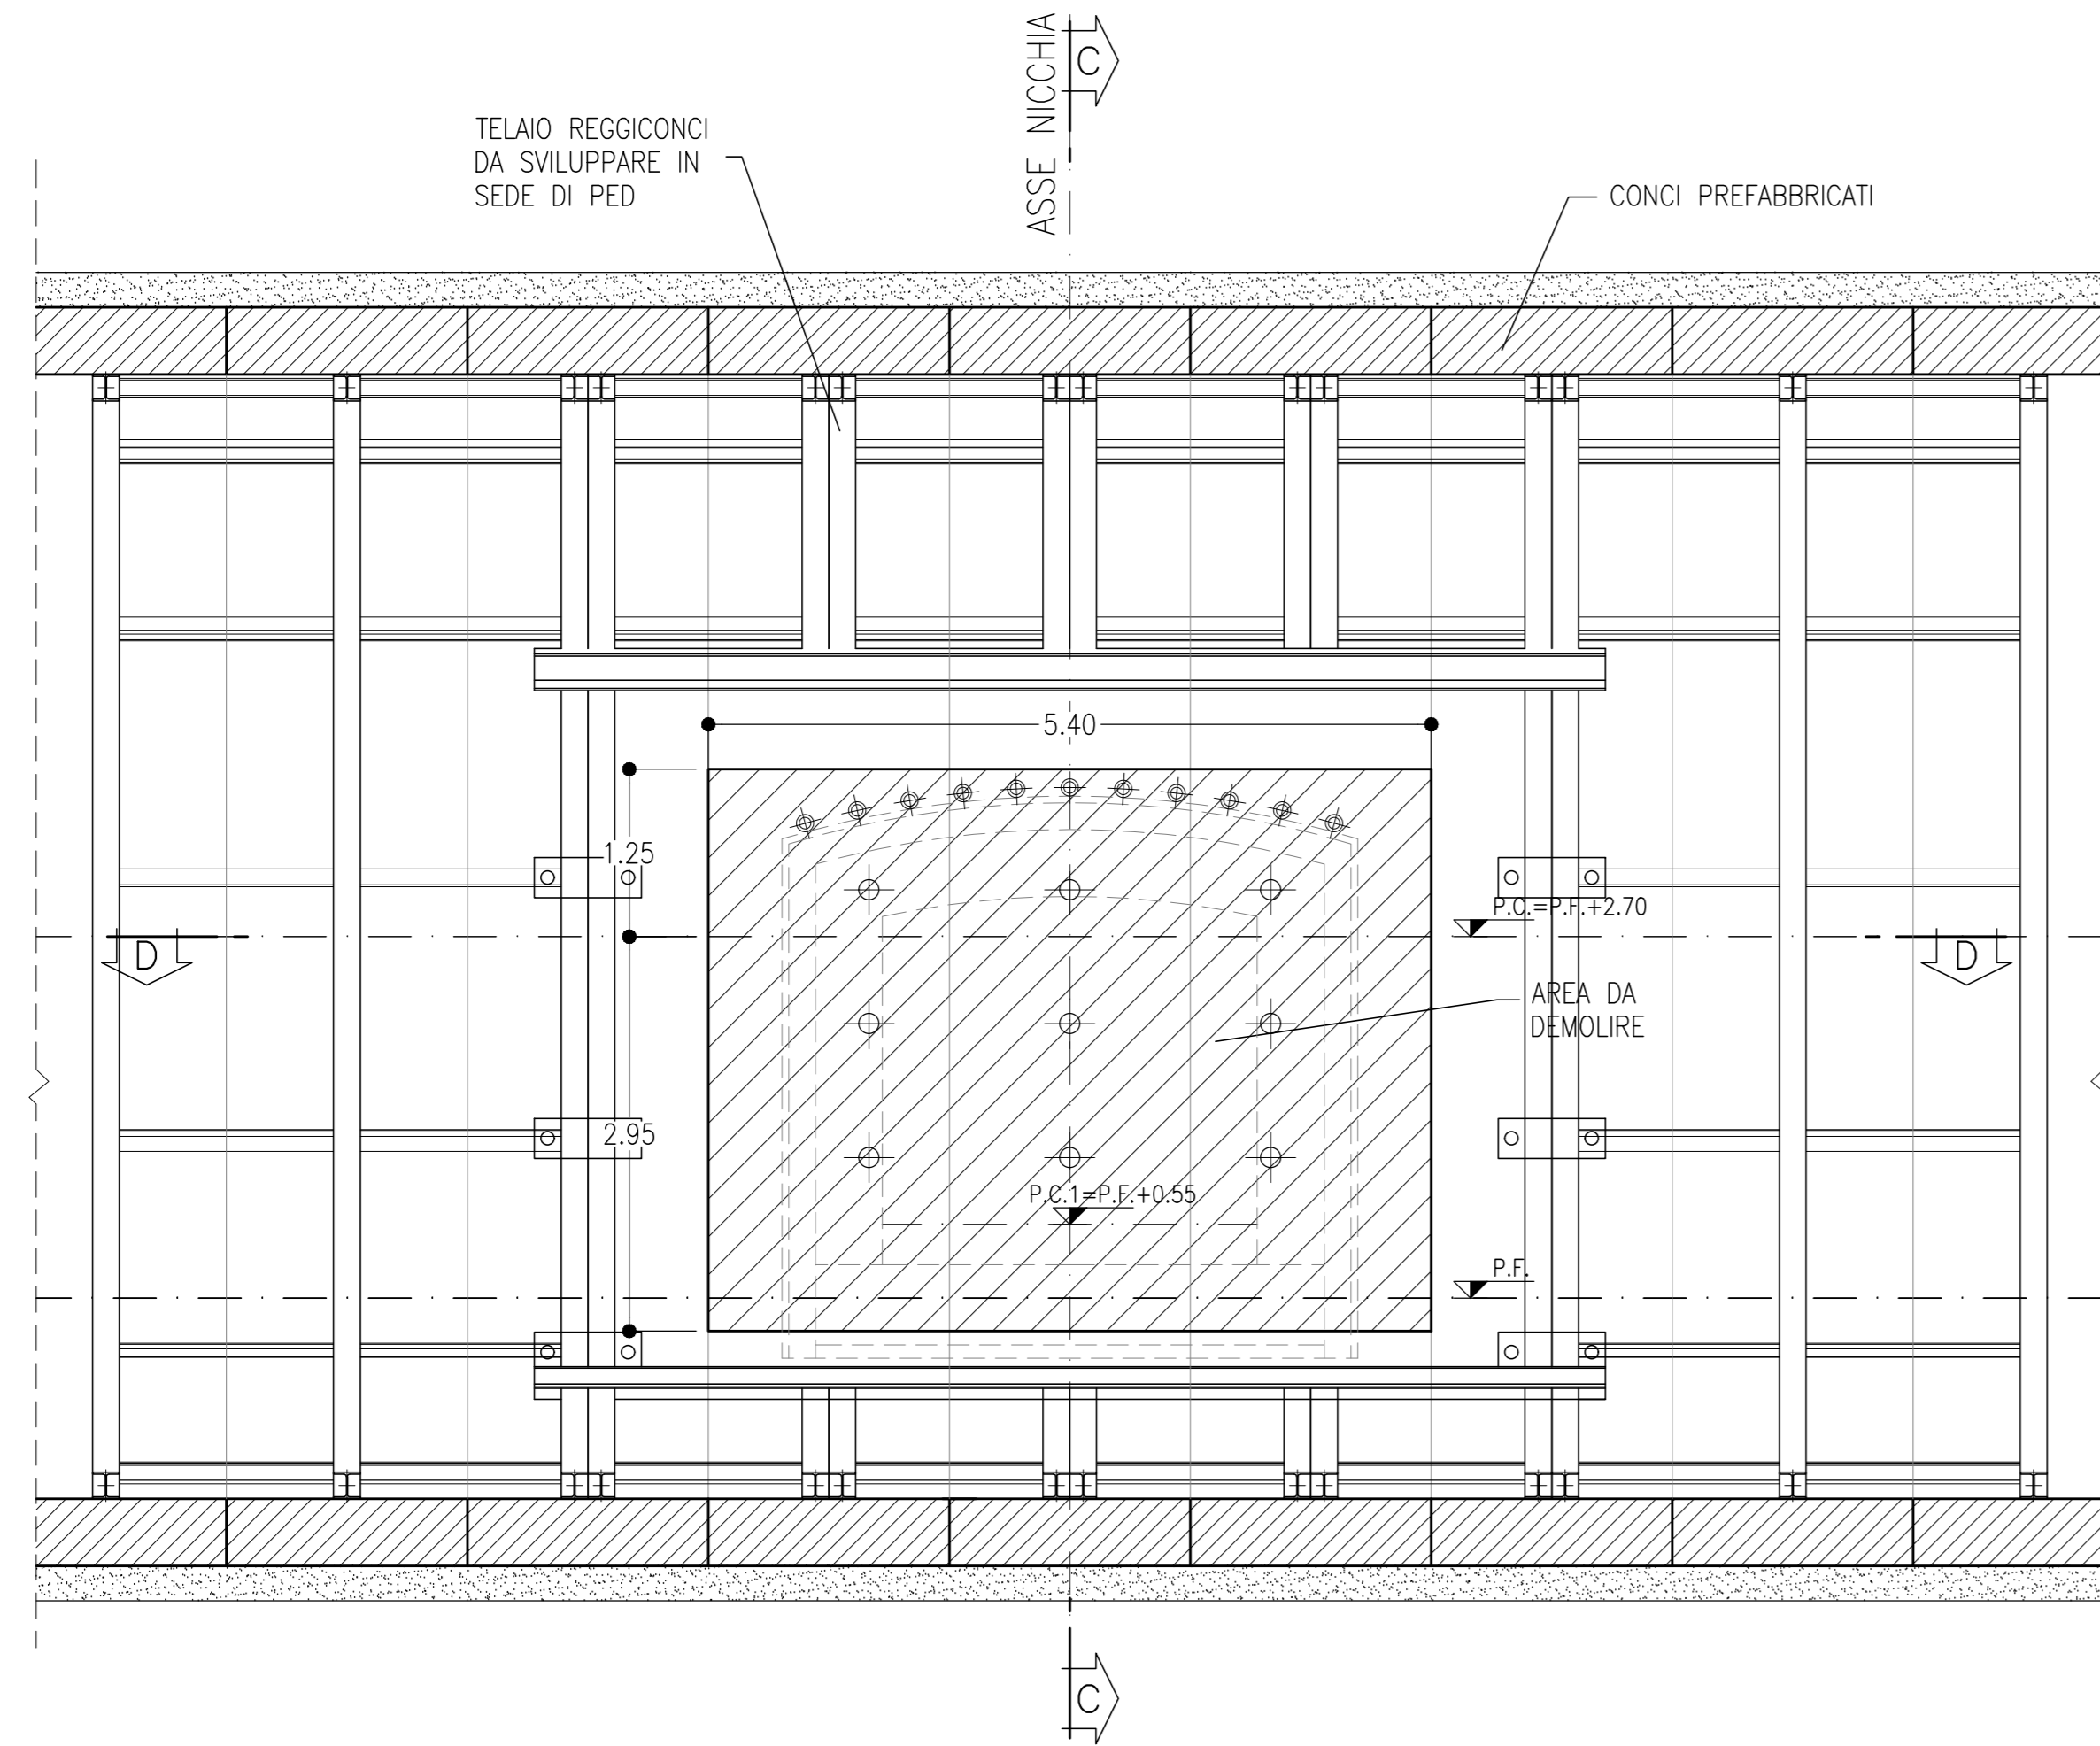 ASSE NICCHIA
C
TELAIO REGGICONCI
DA SVILUPPARE IN
SEDE DI PED
CONCI PREFABBRICATI
5.40
1.25
P.C.=P.F.+2.70
D
D
AREA DA
DEMOLIRE
2.95
P.C.1=P.F.+0.55
P.F.
C